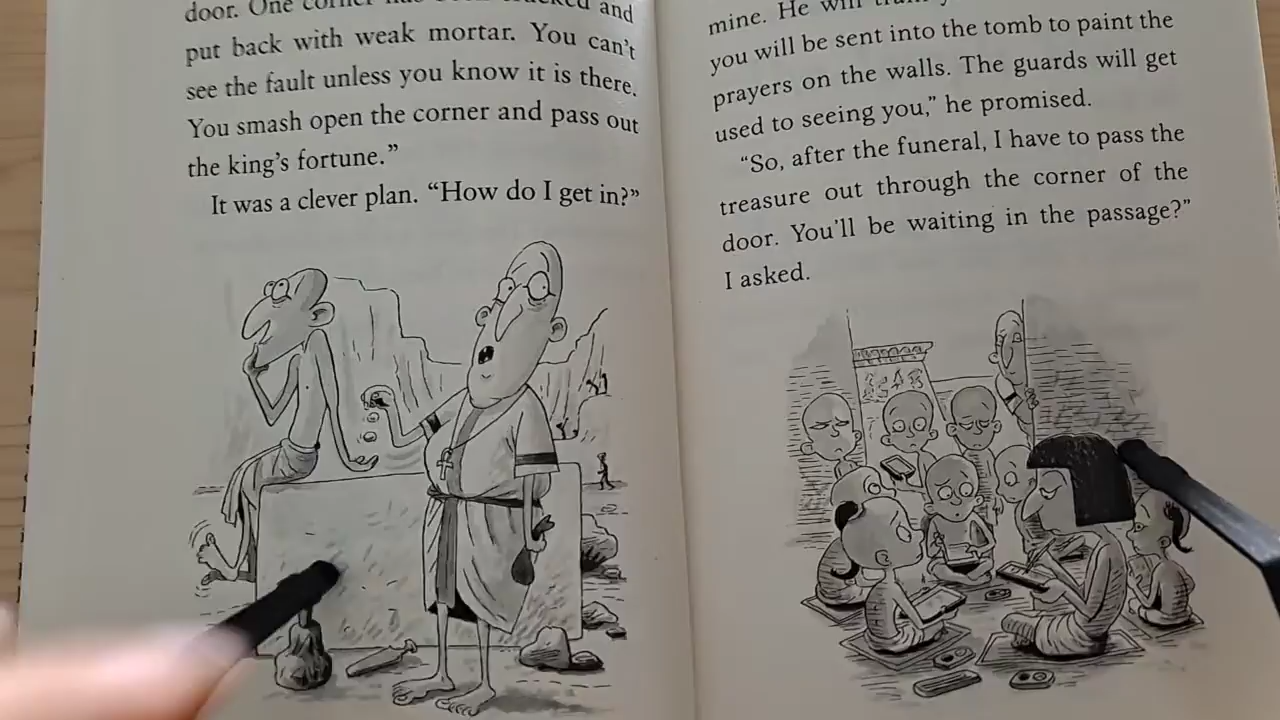 door. One corner has been cracked and
put back with weak mortar. You can't
see the fault unless you know it is there.
You smash open the corner and pass out
the king's fortune.”
It was a clever plan. “How do I get in?”
mine. He will
you will be sent into the tomb to paint the
prayers on the walls. The guards will get
used to seeing you,” he promised.
“So, after the funeral, I have to pass the
treasure out through the corner of the
door. You'll be waiting in the passage?”
I asked.